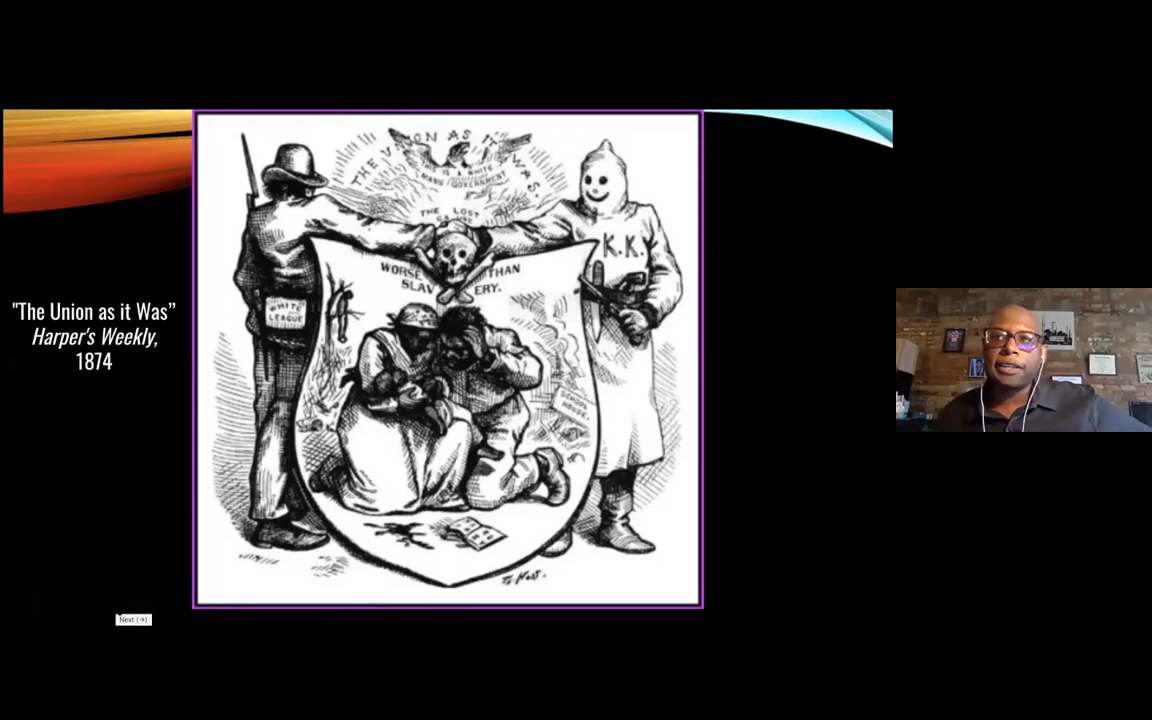 "The Union as it Was”
Harper's Weekly,
1874
THE UNION AS IT WAS.
THIS IS A WHITE
MANS GOVERNMENT
THE LOST
CAUSE
WORSE THAN
SLAVERY.
WHITE
LEAGUE
K.K.
SCHOOL
HOUSE.
Th. Nast.
Next (→)